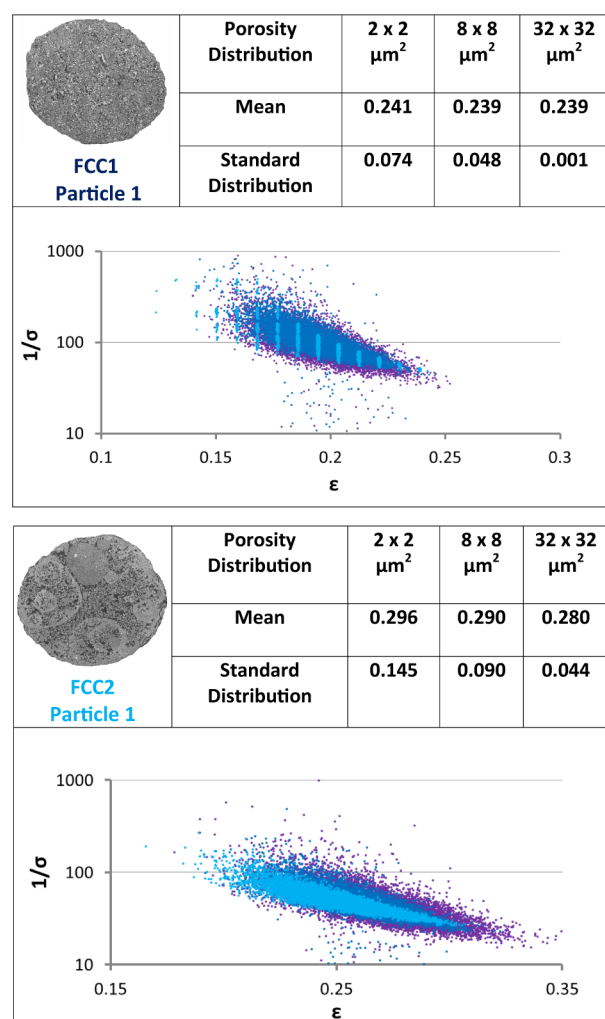 Porosity Distribution 2 x 2 µm² 8 x 8 µm² 32 x 32 µm²
Mean 0.241 0.239 0.239
Standard Distribution 0.074 0.048 0.001
FCC1
Particle 1
1000
100
10
1/σ
0.1 0.15 0.2 0.25 0.3
ε
Porosity Distribution 2 x 2 µm² 8 x 8 µm² 32 x 32 µm²
Mean 0.296 0.290 0.280
Standard Distribution 0.145 0.090 0.044
FCC2
Particle 1
1000
100
10
1/σ
0.15 0.25 0.35
ε